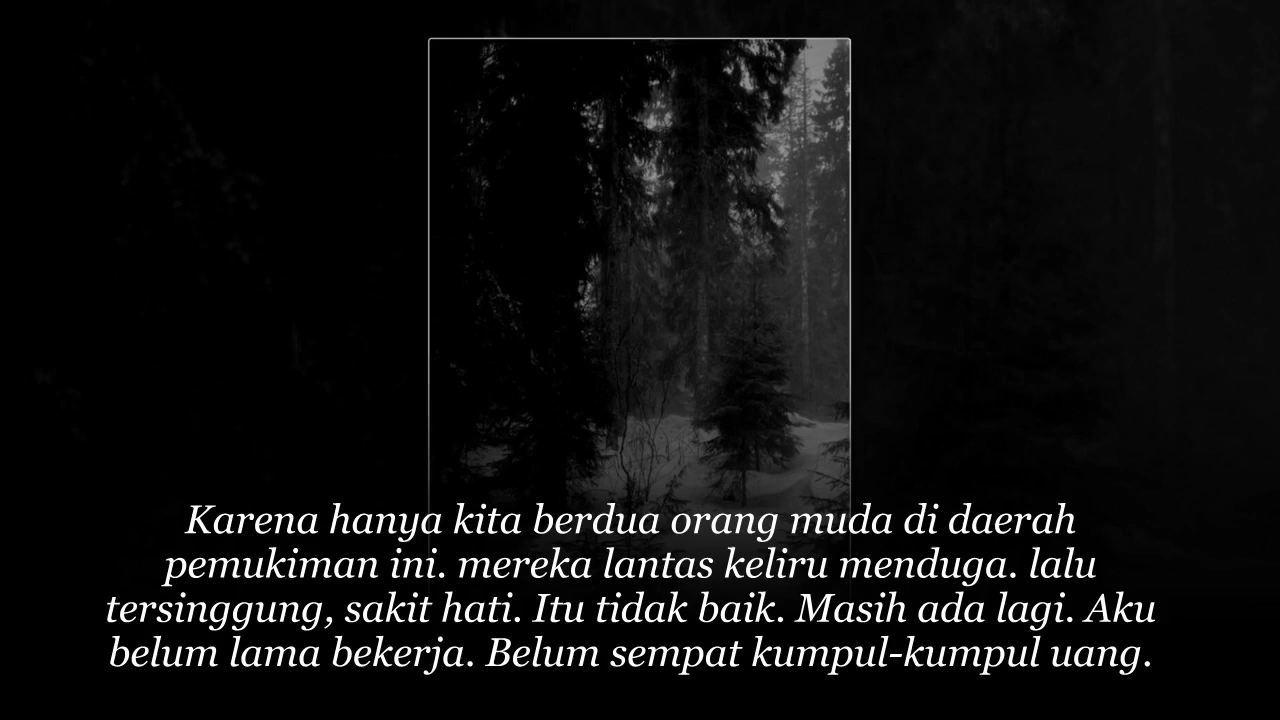 Karena hanya kita berdua orang muda di daerah
pemukiman ini. mereka lantas keliru menduga. lalu
tersinggung, sakit hati. Itu tidak baik. Masih ada lagi. Aku
belum lama bekerja. Belum sempat kumpul-kumpul uang.